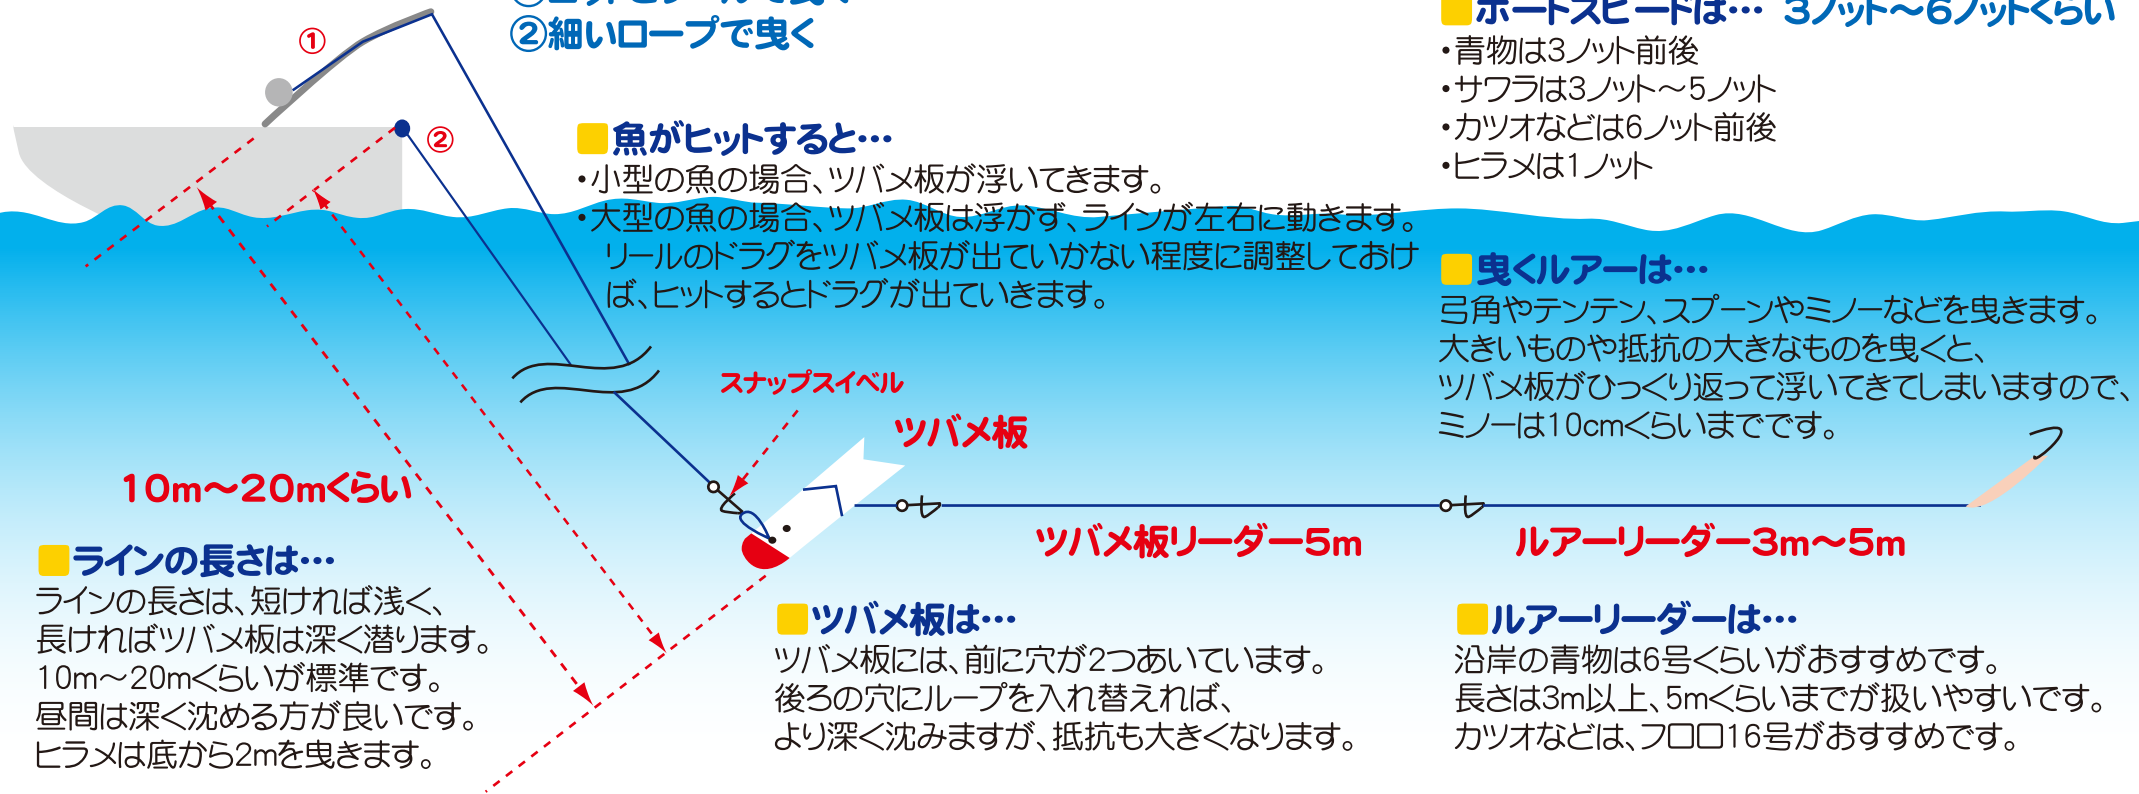 ②細いロープで曳く
①
②
ボートスピードは… 3ノット～6ノットくらい
・青物は3ノット前後
・サワラは3ノット～5ノット
・カツオなどは6ノット前後
・ヒラメは1ノット
■魚がヒットすると…
・小型の魚の場合、ツバメ板が浮いてきます。
・大型の魚の場合、ツバメ板は浮かず、ラインが左右に動きます。
リールのドラグをツバメ板が出ていかない程度に調整しておけ
ば、ヒットするとドラグが出ていきます。
■曳くルアーは…
弓角やテンテン、スプーンやミノーなどを曳きます。
大きいものや抵抗の大きなものを曳くと、
ツバメ板がひっくり返って浮いてきてしまいますので、
ミノーは10cmくらいまでです。
スナップスイベル
ツバメ板
10m～20mくらい
ツバメ板リーダー5m
ルアーリーダー3m～5m
■ラインの長さは…
ラインの長さは、短ければ浅く、
長ければツバメ板は深く潜ります。
10m～20mくらいが標準です。
昼間は深く沈める方が良いです。
ヒラメは底から2mを曳きます。
■ツバメ板は…
ツバメ板には、前に穴が2つあいています。
後ろの穴にループを入れ替えれば、
より深く沈みますが、抵抗も大きくなります。
■ルアーリーダーは…
沿岸の青物は6号くらいがおすすめです。
長さは3m以上、5mくらいまでが扱いやすいです。
カツオなどは、フロロ16号がおすすめです。